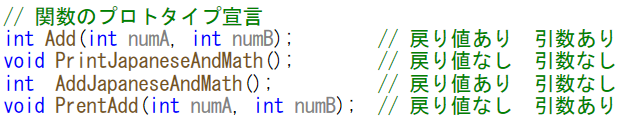 // 関数のプロトタイプ宣言
int Add(int numA, int numB);        // 戻り値あり　引数あり
void PrintJapaneseAndMath();        // 戻り値なし　引数なし
int  AddJapaneseAndMath();          // 戻り値あり　引数なし
void PrentAdd(int numA, int numB);  // 戻り値なし　引数あり